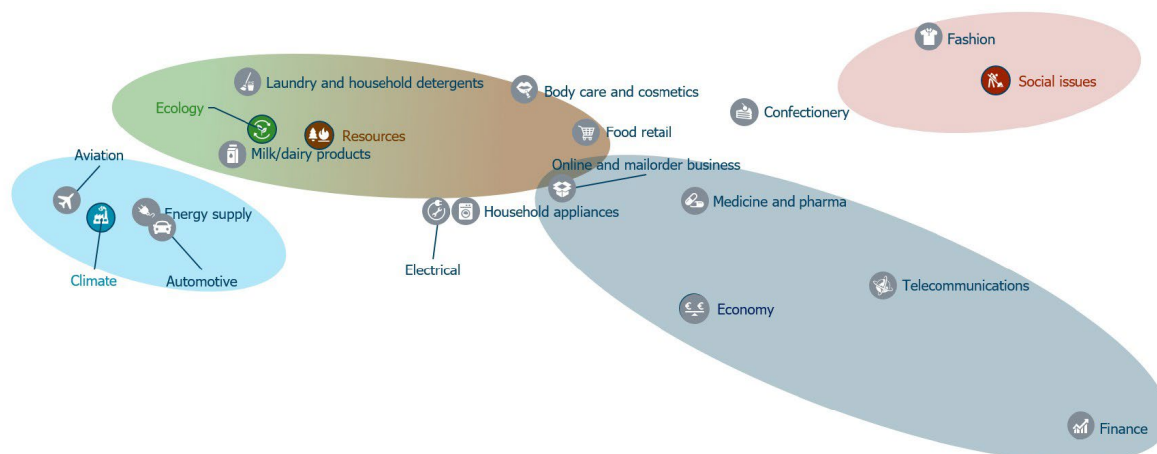 Fashion
Social issues
Laundry and household detergents
Body care and cosmetics
Confectionery
Ecology
Resources
Food retail
Milk/dairy products
Aviation
Online and mailorder business
Medicine and pharma
Energy supply
Household appliances
Climate
Automotive
Electrical
Telecommunications
€ €
Economy
Finance